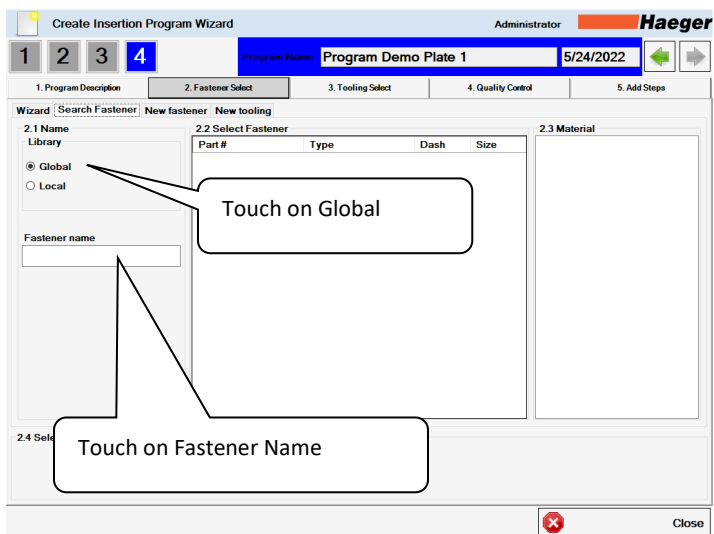 Create Insertion Program Wizard Administrator Haeger
1 2 3 4 Program Name Program Demo Plate 1 5/24/2022
1. Program Description 2. Fastener Select 3. Tooling Select 4. Quality Control 5. Add Steps
Wizard Search Fastener New fastener New tooling
2.1 Name 2.2 Select Fastener 2.3 Material
Library Part # Type Dash Size
Global
Local
Touch on Global
Fastener name
2.4 Sele
Touch on Fastener Name
Close